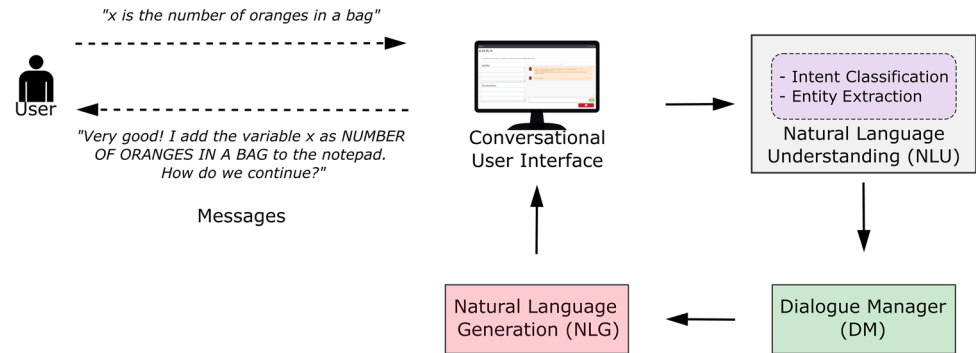 "x is the number of oranges in a bag"
User
"Very good! I add the variable x as NUMBER
OF ORANGES IN A BAG to the notepad.
How do we continue?"
Messages
Conversational
User Interface
- Intent Classification
- Entity Extraction
Natural Language
Understanding (NLU)
Natural Language
Generation (NLG)
Dialogue Manager
(DM)